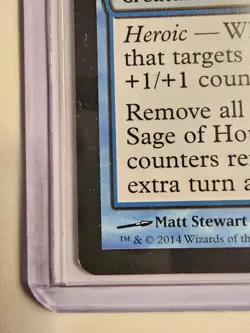 Heroic — W
that targets
+1/+1 coun
Remove all
Sage of Ho
counters re
extra turn a
Matt Stewart
™ & © 2014 Wizards of the